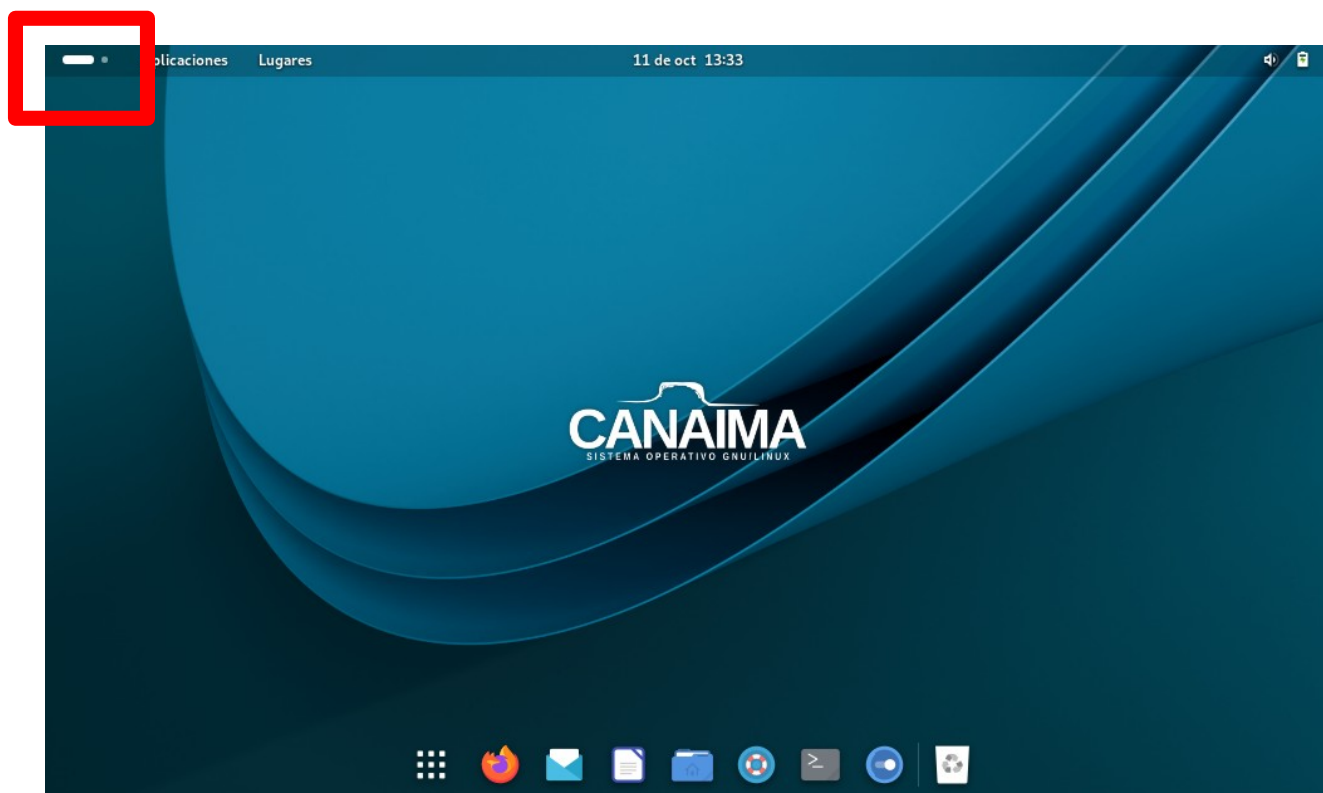 plicaciones Lugares 11 de oct 13:33
CANAIMA
SISTEMA OPERATIVO GNU/LINUX
>_